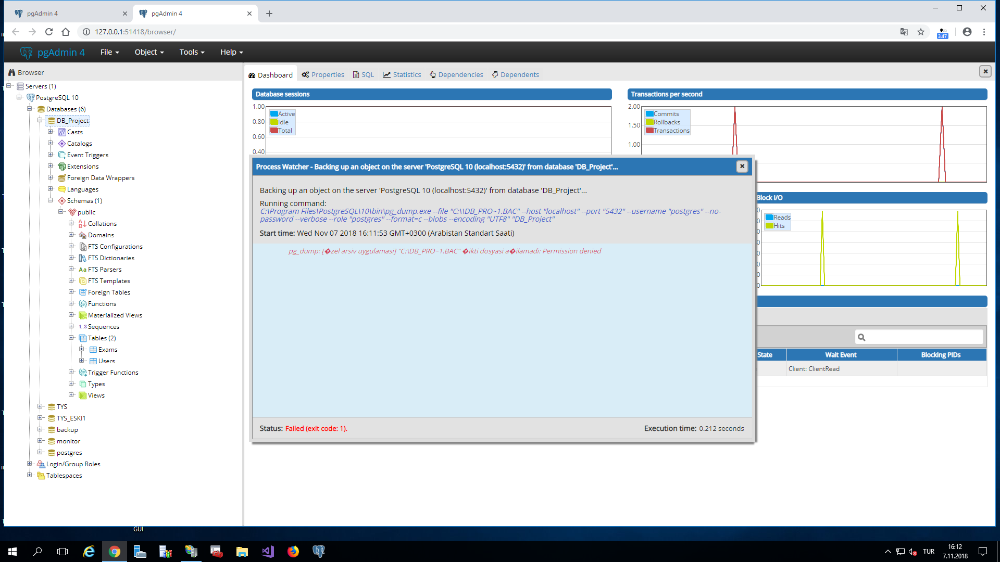 pgAdmin 4
pgAdmin 4
127.0.0.1:51418/browser/
3.47
pgAdmin 4
File
Object
Tools
Help
Browser
Servers (1)
PostgreSQL 10
Databases (6)
DB_Project
Casts
Catalogs
Event Triggers
Extensions
Foreign Data Wrappers
Languages
Schemas (1)
public
Collations
Domains
FTS Configurations
FTS Dictionaries
FTS Parsers
FTS Templates
Foreign Tables
Functions
Materialized Views
1..3 Sequences
Tables (2)
Exams
Users
Trigger Functions
Types
Views
TYS
TYS_ESKI1
backup
monitor
postgres
Login/Group Roles
Tablespaces
Dashboard
Properties
SQL
Statistics
Dependencies
Dependents
Database sessions
1.00
0.80
0.60
0.40
Active
Idle
Total
Transactions per second
2.00
1.50
1.00
Commits
Rollbacks
Transactions
Process Watcher - Backing up an object on the server 'PostgreSQL 10 (localhost:5432)' from database 'DB_Project'...
Backing up an object on the server 'PostgreSQL 10 (localhost:5432)' from database 'DB_Project'...
Running command:
C:\Program Files\PostgreSQL\10\bin\pg_dump.exe --file "C:\\DB_PRO~1.BAC" --host "localhost" --port "5432" --username "postgres" --no-
password --verbose --role "postgres" --format=c --blobs --encoding "UTF8" "DB_Project"
Start time: Wed Nov 07 2018 16:11:53 GMT+0300 (Arabistan Standart Saati)
pg_dump: [�zel arsiv uygulamasi] "C:\DB_PRO~1.BAC" �ikti dosyasi a�ilamadi: Permission denied
Status: Failed (exit code: 1).
Execution time: 0.212 seconds
Block I/O
Reads
Hits
State
Wait Event
Blocking PIDs
Client: ClientRead
GUI
TUR
16:12
7.11.2018